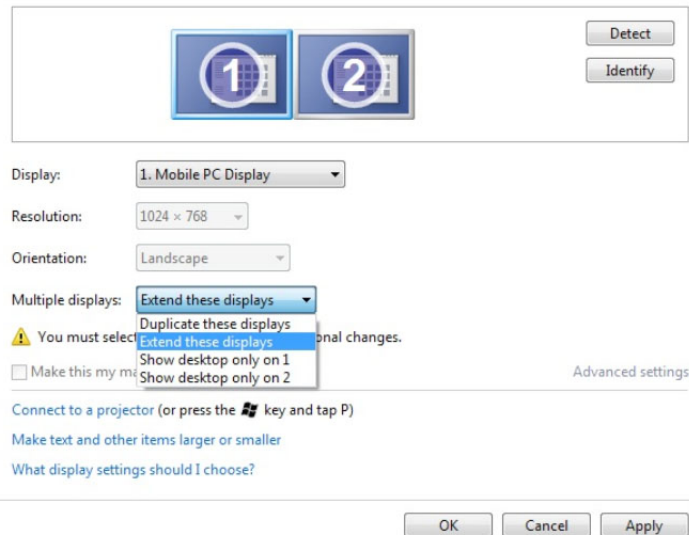 1 2
Detect
Identify
Display: 1. Mobile PC Display
Resolution: 1024 × 768
Orientation: Landscape
Multiple displays: Extend these displays
Duplicate these displays
You must selec
Extend these displays
onal changes.
Show desktop only on 1
Make this my ma
Show desktop only on 2
Advanced settings
Connect to a projector (or press the key and tap P)
Make text and other items larger or smaller
What display settings should I choose?
OK Cancel Apply